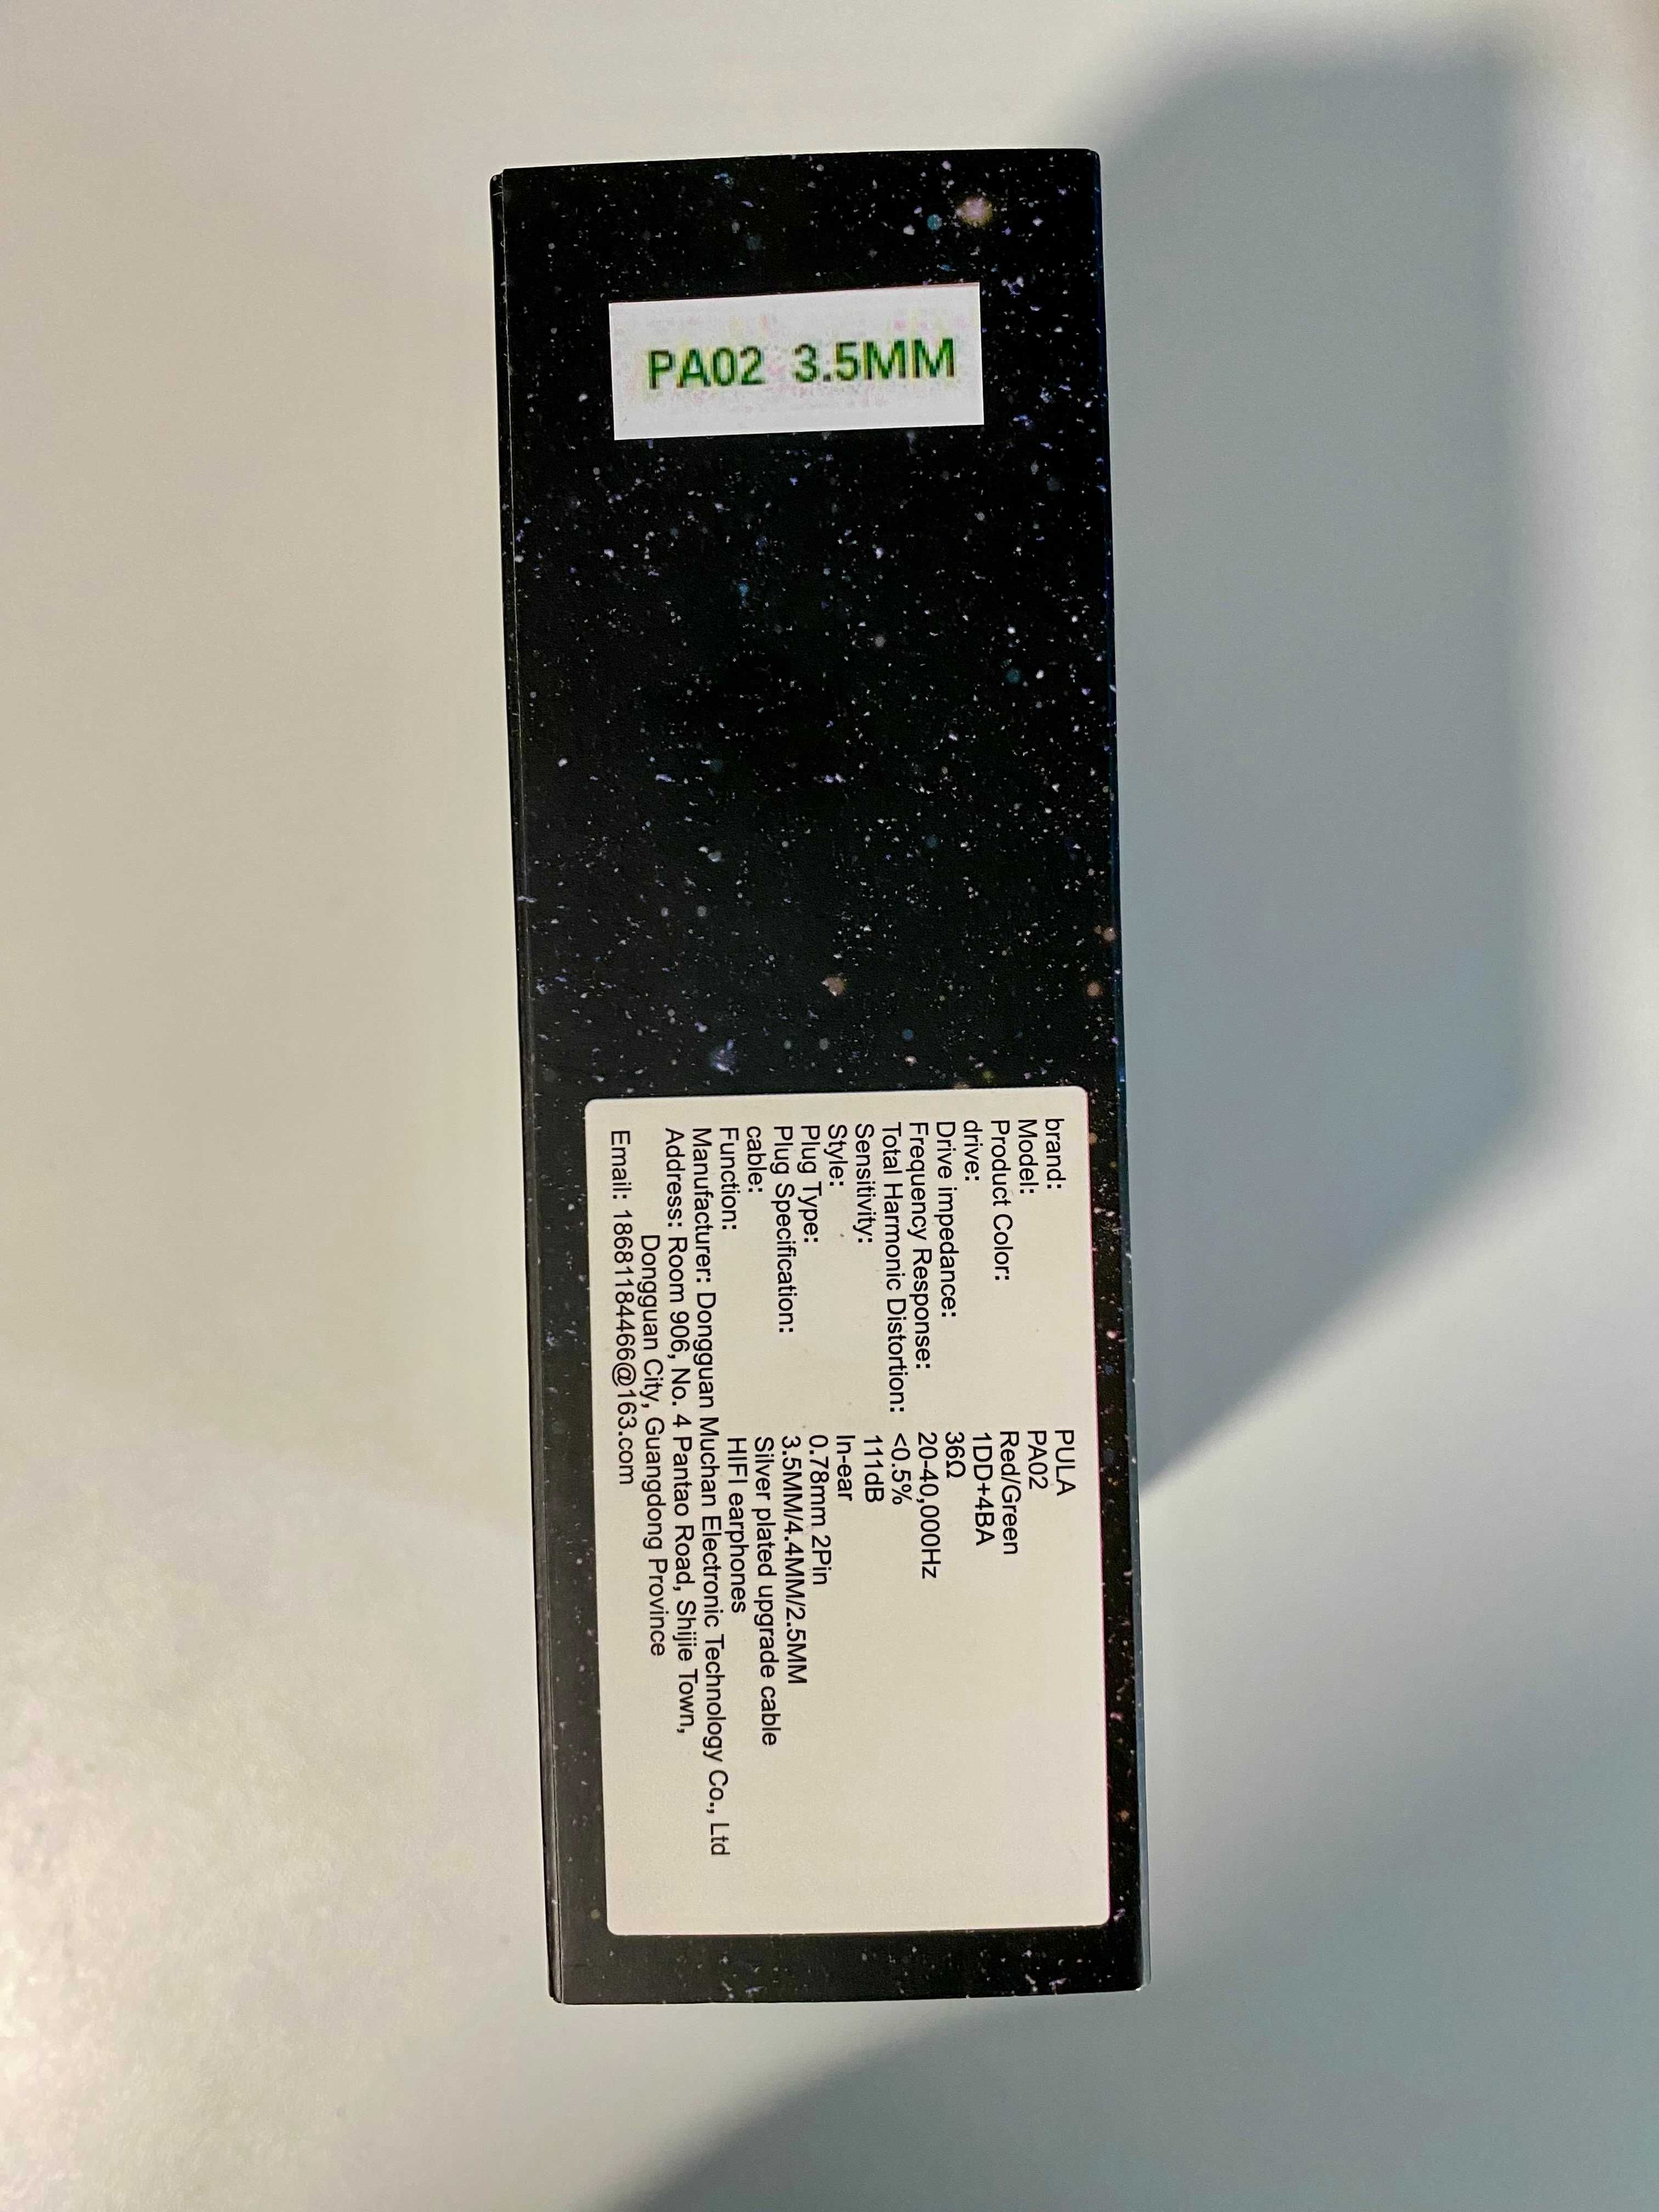 PA02 3.5MM
brand: PULA
Model: PA02
Product Color: Red/Green
drive: 1DD+4BA
Drive impedance: 36Ω
Frequency Response: 20-40,000Hz
Total Harmonic Distortion: <0.5%
Sensitivity: 111dB
Style: In-ear
Plug Type: 0.78mm 2Pin
Plug Specification: 3.5MM/4.4MM/2.5MM
cable: Silver plated upgrade cable
Function: HIFI earphones
Manufacturer: Dongguan Muchan Electronic Technology Co., Ltd
Address: Room 906, No. 4 Pantao Road, Shijie Town,
Dongguan City, Guangdong Province
Email: 18681184466@163.com